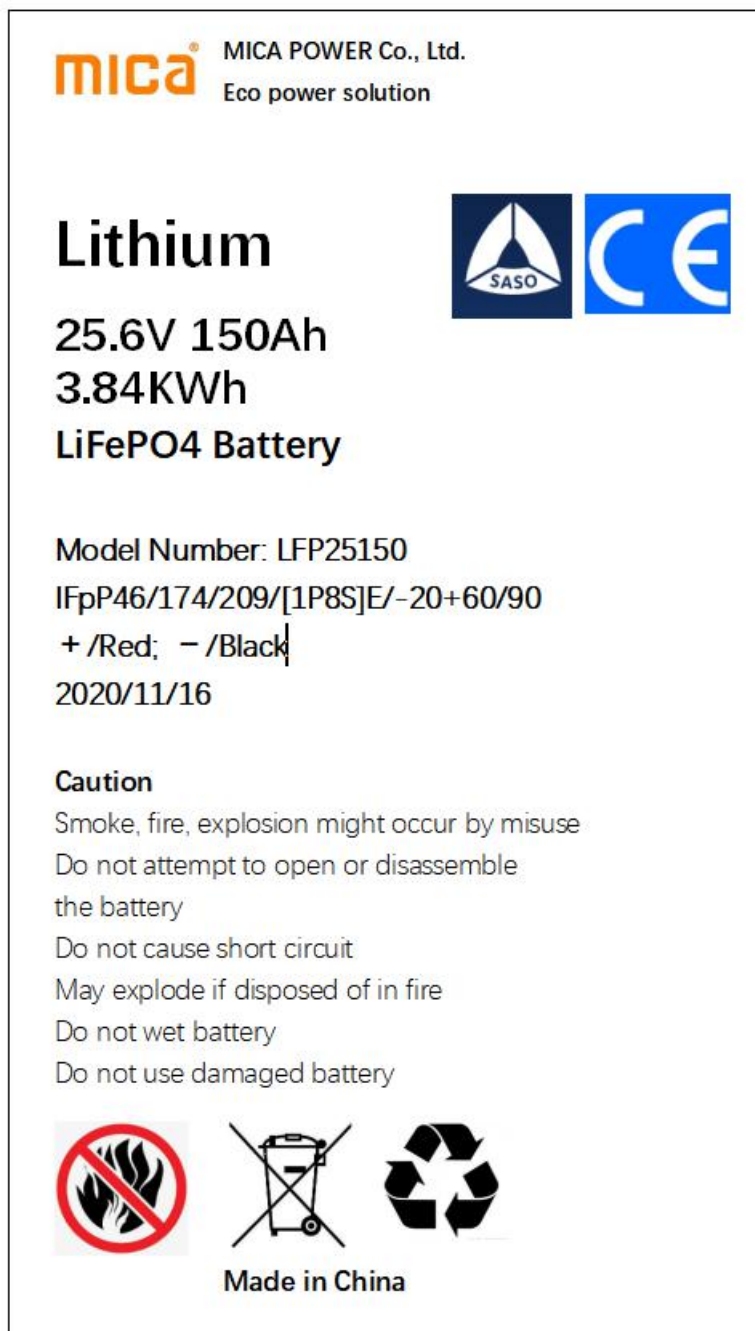 mica®
MICA POWER Co., Ltd.
Eco power solution
Lithium
SASO
CE
25.6V 150Ah
3.84KWh
LiFePO4 Battery
Model Number: LFP25150
IFpP46/174/209/[1P8S]E/-20+60/90
+/Red; －/Black
2020/11/16
Caution
Smoke, fire, explosion might occur by misuse
Do not attempt to open or disassemble
the battery
Do not cause short circuit
May explode if disposed of in fire
Do not wet battery
Do not use damaged battery
Made in China